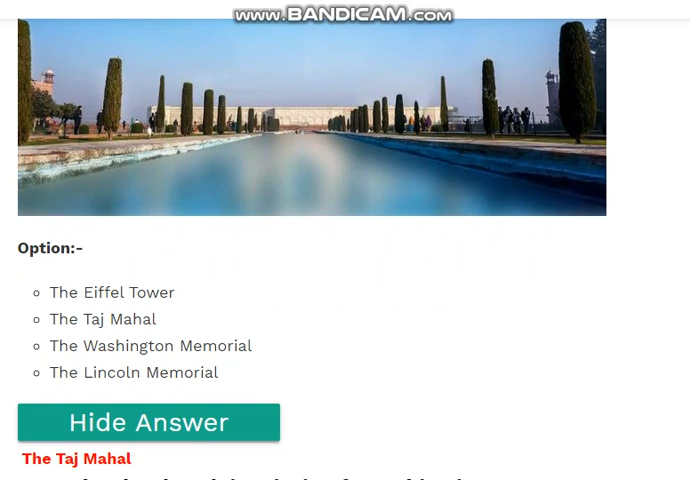 www.BANDICAM.com
Option:-
The Eiffel Tower
The Taj Mahal
The Washington Memorial
The Lincoln Memorial
Hide Answer
The Taj Mahal